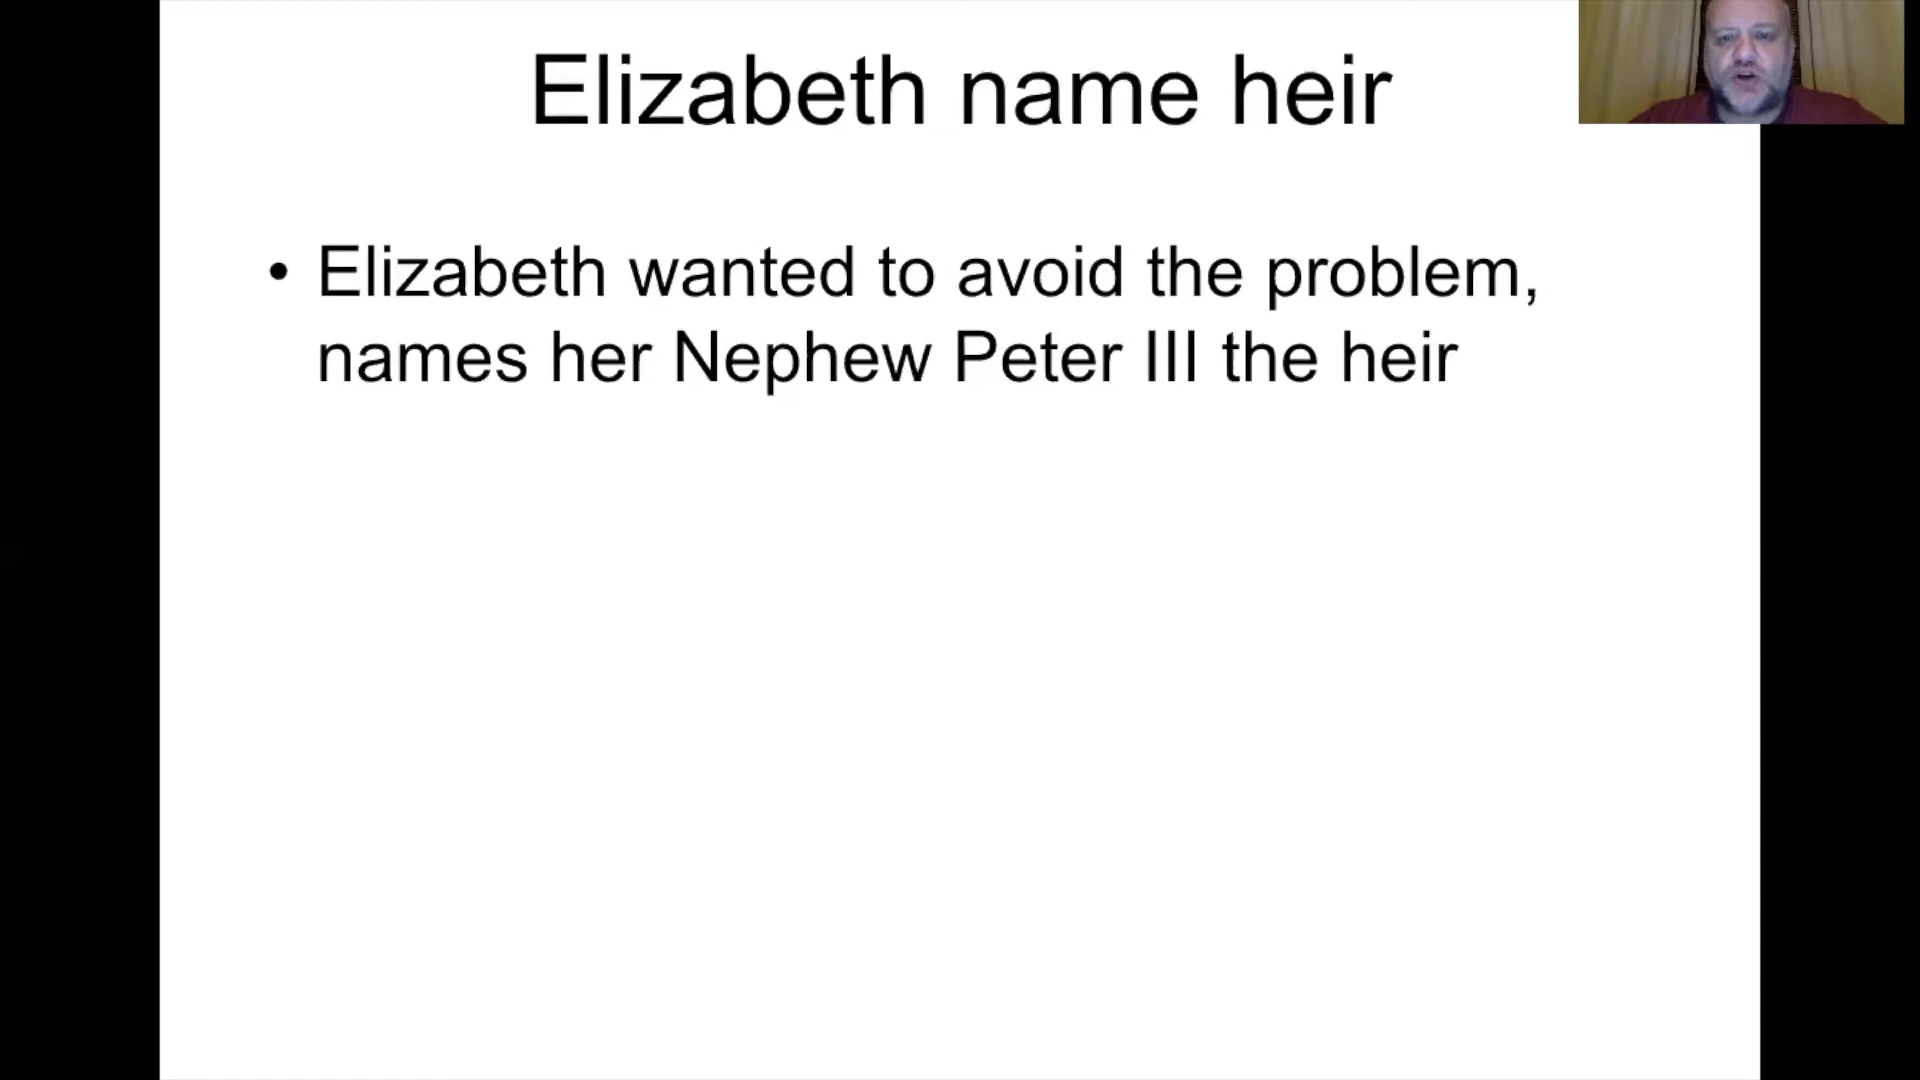 Elizabeth name heir
• Elizabeth wanted to avoid the problem,
names her Nephew Peter III the heir